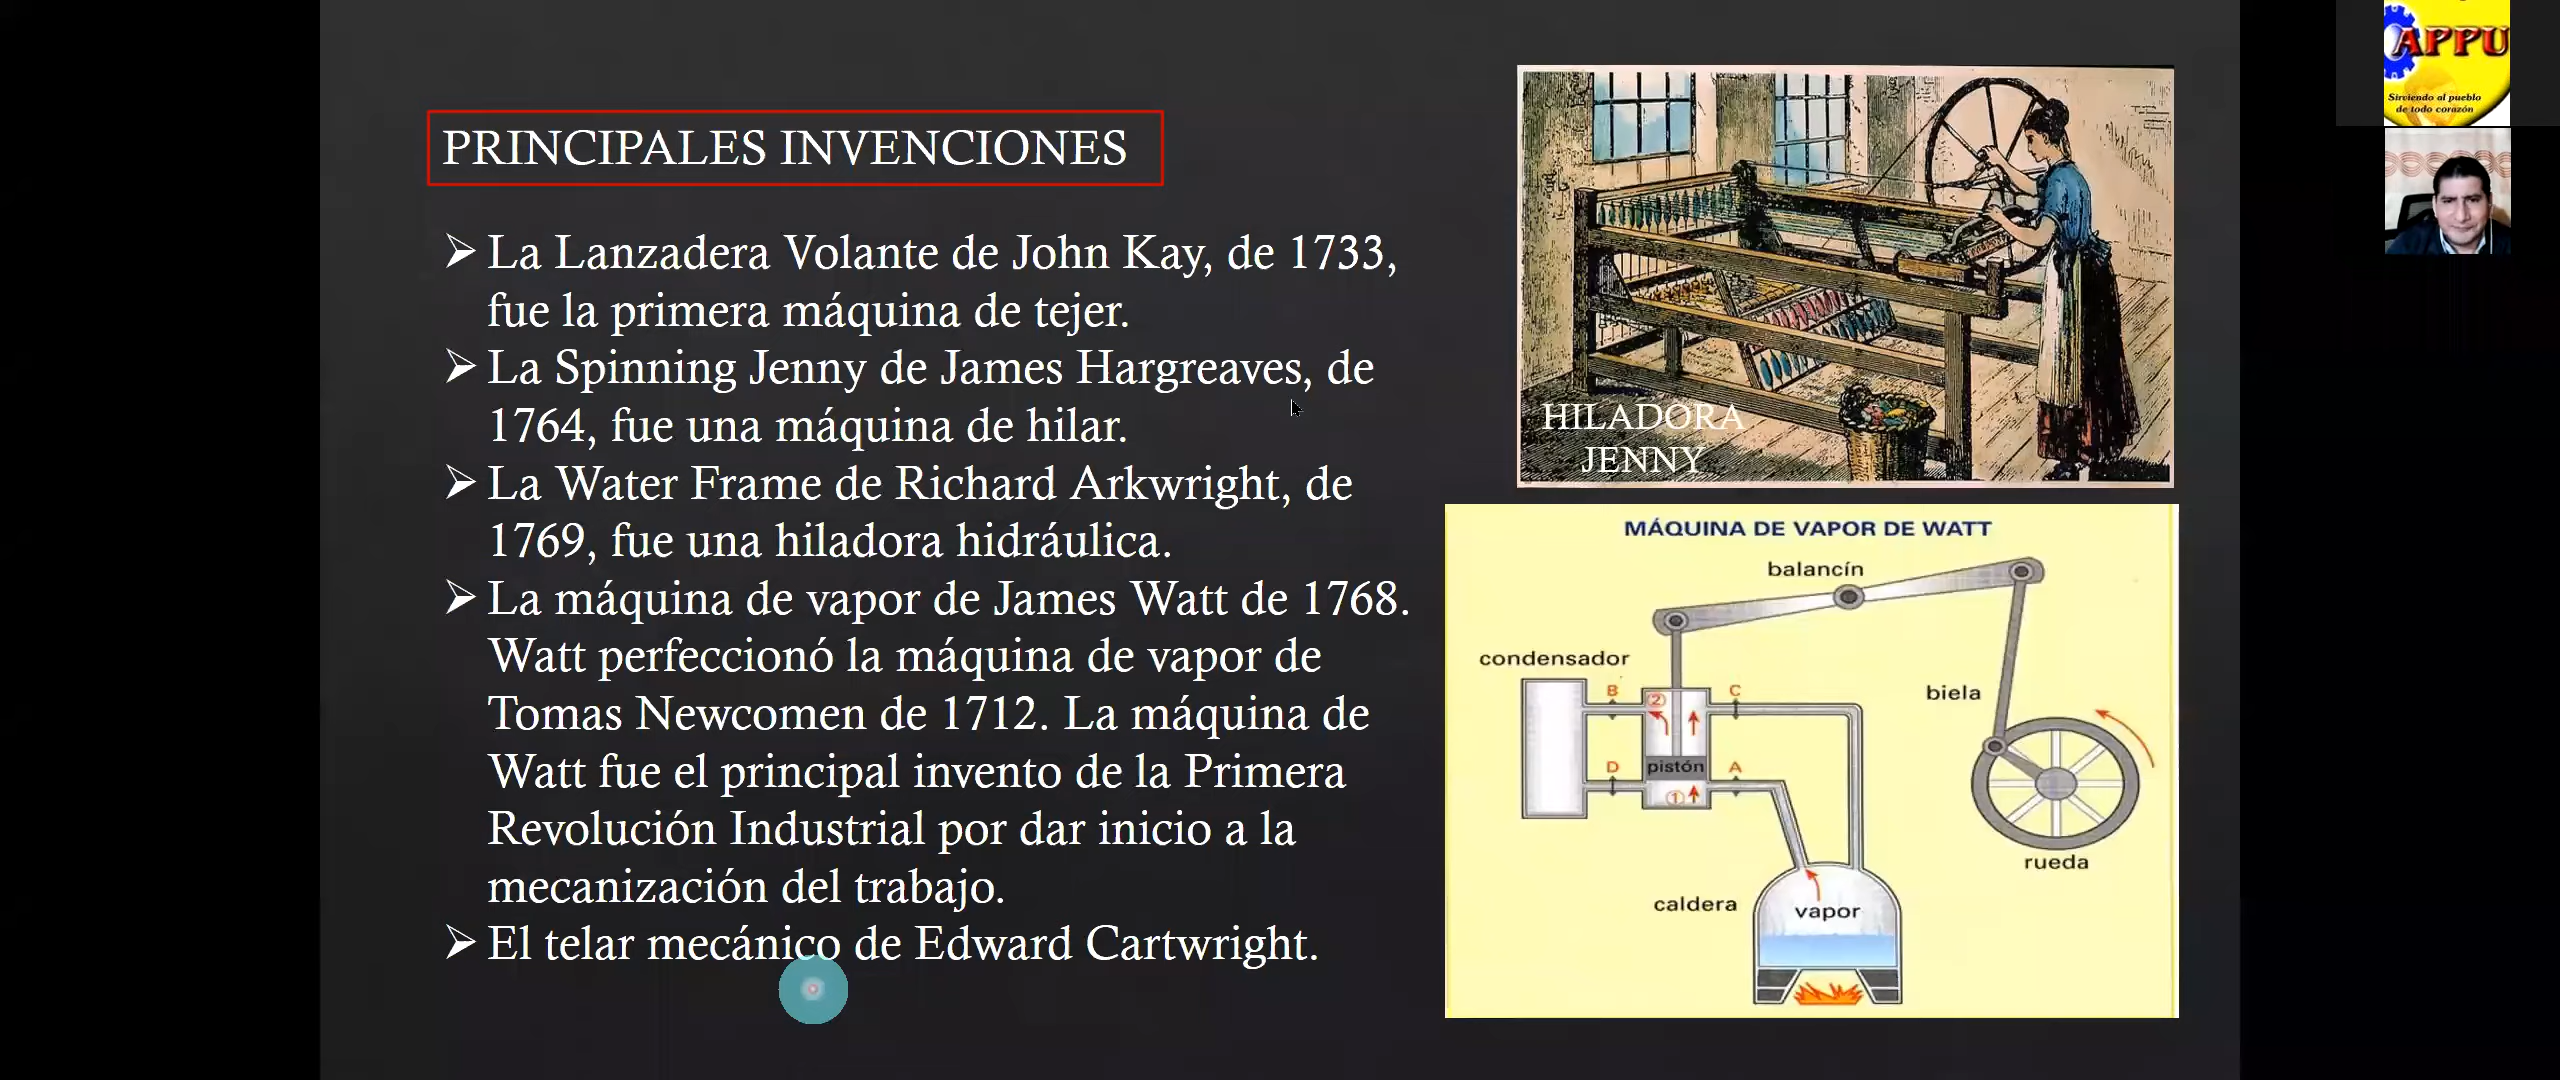 PRINCIPALES INVENCIONES
➢ La Lanzadera Volante de John Kay, de 1733,
fue la primera máquina de tejer.
➢ La Spinning Jenny de James Hargreaves, de
1764, fue una máquina de hilar.
➢ La Water Frame de Richard Arkwright, de
1769, fue una hiladora hidráulica.
➢ La máquina de vapor de James Watt de 1768.
Watt perfeccionó la máquina de vapor de
Tomas Newcomen de 1712. La máquina de
Watt fue el principal invento de la Primera
Revolución Industrial por dar inicio a la
mecanización del trabajo.
➢ El telar mecánico de Edward Cartwright.
HILADORA
JENNY
MÁQUINA DE VAPOR DE WATT
balancín
condensador
biela
B
②
C
D
pistón
A
①
rueda
caldera
vapor
CAPPU
Sirviendo al pueblo
de todo corazón